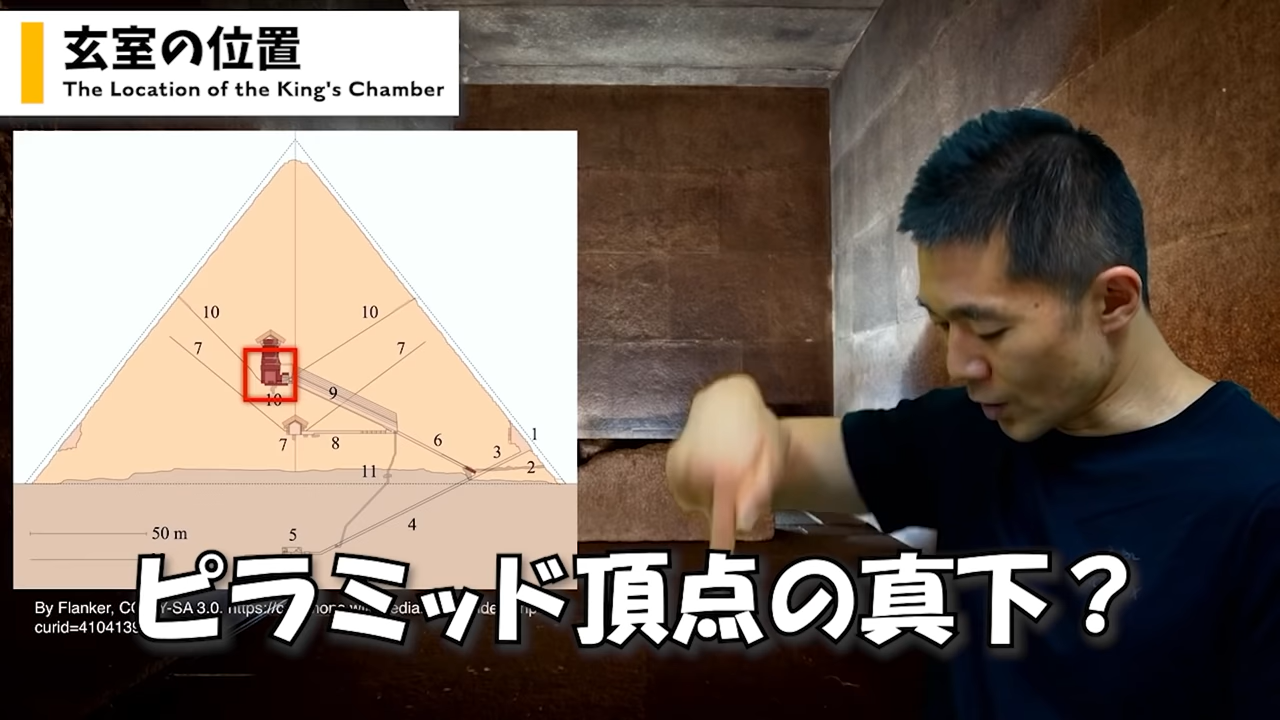 玄室の位置
The Location of the King's Chamber
10
10
7
7
9
10
7
8
6
3
1
2
11
4
5
50 m
ピラミッド頂点の真下？
By Flanker, CC BY-SA 3.0.
curid=4104139